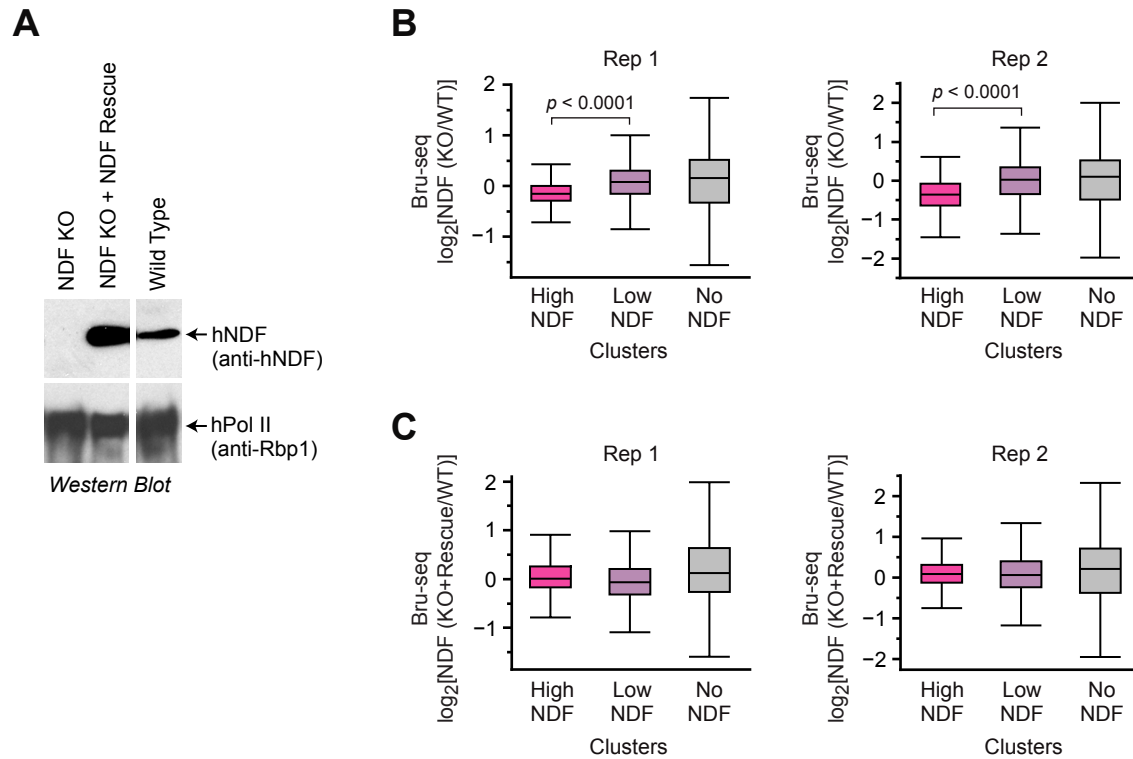 A
NDF KO
NDF KO + NDF Rescue
Wild Type
hNDF
(anti-hNDF)
hPol II
(anti-Rbp1)
Western Blot
B
Rep 1
Bru-seq
log2[NDF (KO/WT)]
2
1
0
−1
p < 0.0001
High
NDF
Low
NDF
No
NDF
Clusters
Rep 2
Bru-seq
log2[NDF (KO/WT)]
2
1
0
−1
−2
p < 0.0001
High
NDF
Low
NDF
No
NDF
Clusters
C
Rep 1
Bru-seq
log2[NDF (KO+Rescue/WT)]
2
1
0
−1
High
NDF
Low
NDF
No
NDF
Clusters
Rep 2
Bru-seq
log2[NDF (KO+Rescue/WT)]
2
1
0
−1
−2
High
NDF
Low
NDF
No
NDF
Clusters